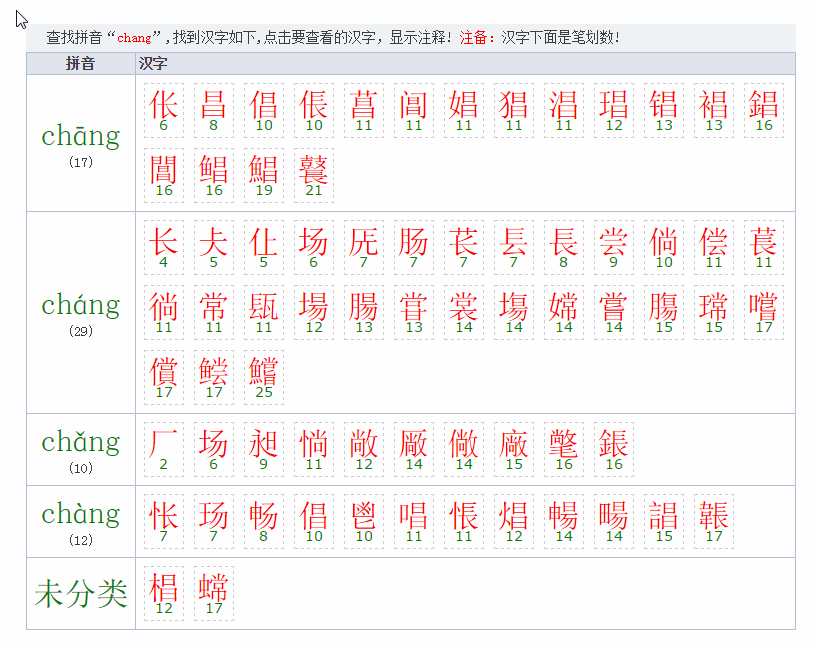 查找拼音“chang”,找到汉字如下,点击要查看的汉字，显示注释! 注备：汉字下面是笔划数!
拼音 汉字
chāng
(17)
伥 昌 倡 倀 菖 阊 娼 猖 淐 琩 锠 裮 錩
6 8 10 10 11 11 11 11 11 12 13 13 16
閶 鲳 鯧 鼚
16 16 19 21
cháng
(29)
长 仧 仩 场 兏 肠 苌 镸 長 尝 倘 偿 萇
4 5 5 6 7 7 7 7 8 9 10 11 11
徜 常 瓺 場 腸 甞 裳 塲 嫦 嘗 膓 瑺 嚐
11 11 11 12 13 13 14 14 14 14 15 15 17
償 鲿 鱨
17 17 25
chǎng
(10)
厂 场 昶 惝 敞 厰 僘 廠 氅 鋹
2 6 9 11 12 14 14 15 16 16
chàng
(12)
怅 玚 畅 倡 鬯 唱 悵 焻 暢 畼 誯 韔
7 7 8 10 10 11 11 12 14 14 15 17
未分类
椙 蟐
12 17